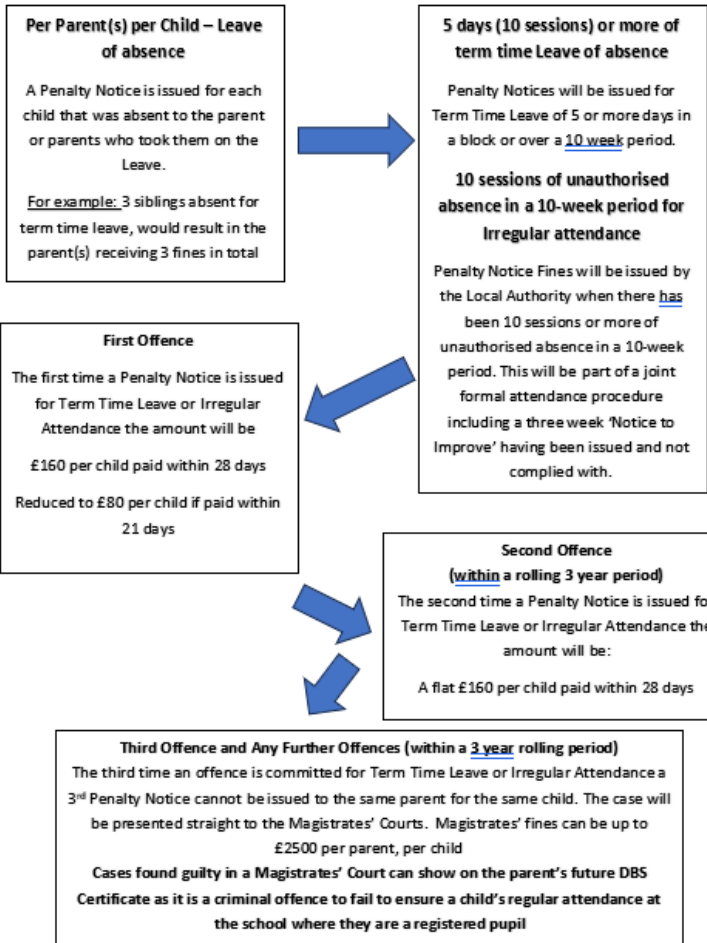 Per Parent(s) per Child – Leave
of absence
A Penalty Notice is issued for each
child that was absent to the parent
or parents who took them on the
Leave.
For example: 3 siblings absent for
term time leave, would result in the
parent(s) receiving 3 fines in total
5 days (10 sessions) or more of
term time Leave of absence
Penalty Notices will be issued for
Term Time Leave of 5 or more days in
a block or over a 10 week period.
10 sessions of unauthorised
absence in a 10-week period for
Irregular attendance
Penalty Notice Fines will be issued by
the Local Authority when there has
been 10 sessions or more of
unauthorised absence in a 10-week
period. This will be part of a joint
formal attendance procedure
including a three week ‘Notice to
Improve’ having been issued and not
complied with.
First Offence
The first time a Penalty Notice is issued
for Term Time Leave or Irregular
Attendance the amount will be
£160 per child paid within 28 days
Reduced to £80 per child if paid within
21 days
Second Offence
(within a rolling 3 year period)
The second time a Penalty Notice is issued fo
Term Time Leave or Irregular Attendance the
amount will be:
A flat £160 per child paid within 28 days
Third Offence and Any Further Offences (within a 3 year rolling period)
The third time an offence is committed for Term Time Leave or Irregular Attendance a
3rd Penalty Notice cannot be issued to the same parent for the same child. The case will
be presented straight to the Magistrates’ Courts. Magistrates’ fines can be up to
£2500 per parent, per child
Cases found guilty in a Magistrates’ Court can show on the parent’s future DBS
Certificate as it is a criminal offence to fail to ensure a child’s regular attendance at
the school where they are a registered pupil